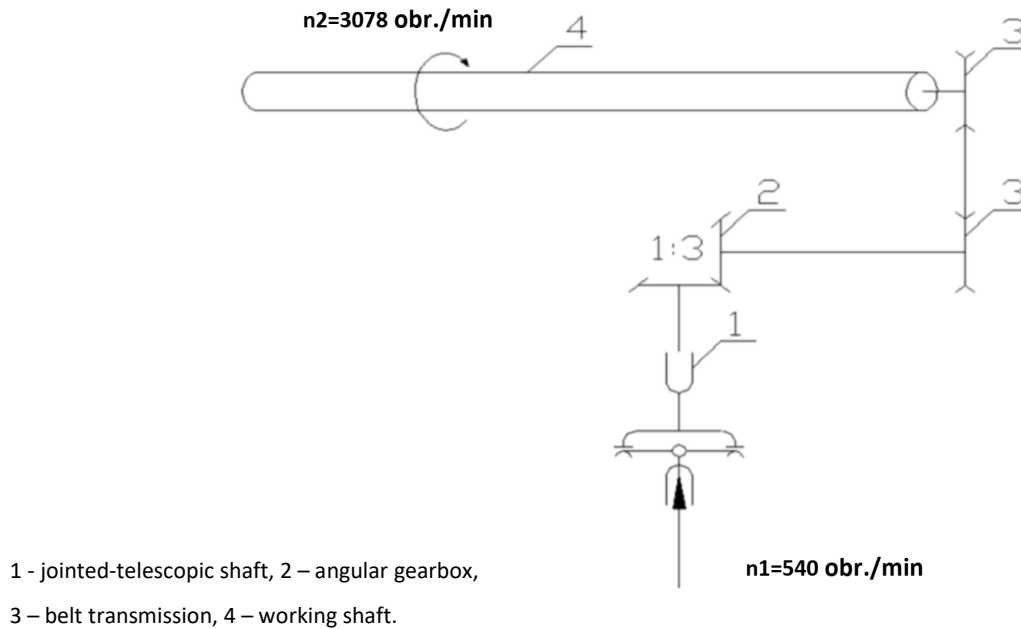 n2=3078 obr./min
4
3
3
2
1:3
1
n1=540 obr./min
1 - jointed-telescopic shaft, 2 – angular gearbox,
3 – belt transmission, 4 – working shaft.